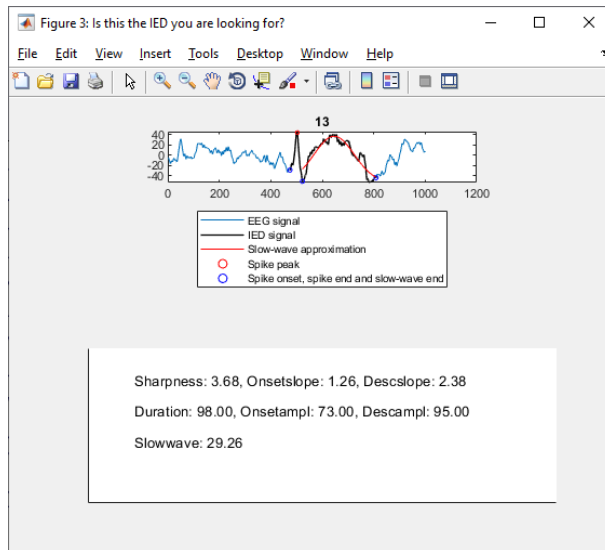 Figure 3: Is this the IED you are looking for?
File Edit View Insert Tools Desktop Window Help
13
40
20
0
-20
-40
0 200 400 600 800 1000 1200
EEG signal
IED signal
Slow-wave approximation
Spike peak
Spike onset, spike end and slow-wave end
Sharpness: 3.68, Onsetslope: 1.26, Descslope: 2.38
Duration: 98.00, Onsetampl: 73.00, Descampl: 95.00
Slowwave: 29.26